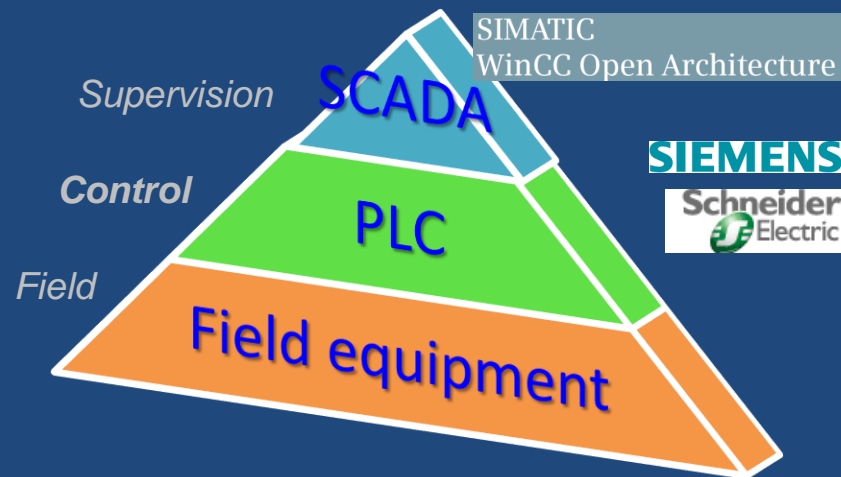 SIMATIC
WinCC Open Architecture
Supervision
SCADA
SIEMENS
Control
PLC
Schneider
Electric
Field
Field equipment